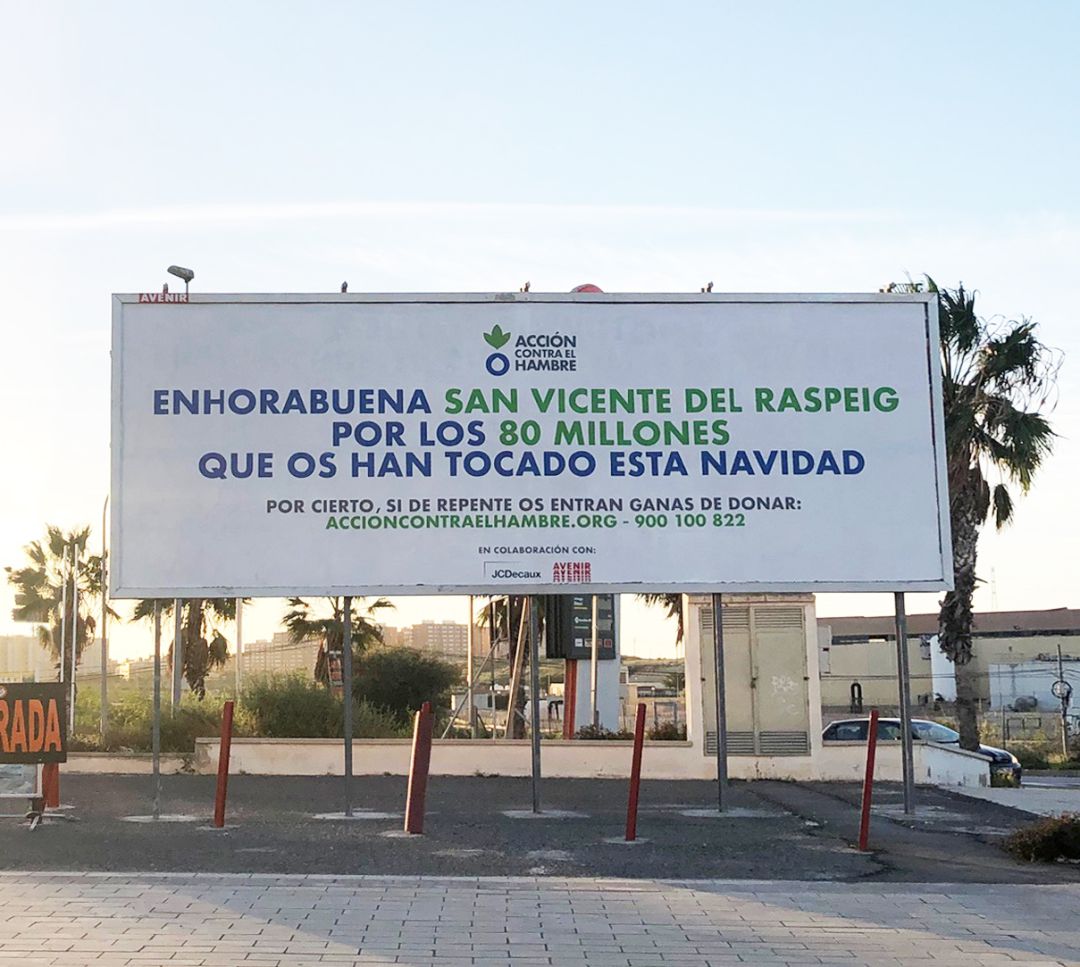 AVENIR
ACCIÓN
CONTRA EL
HAMBRE
ENHORABUENA SAN VICENTE DEL RASPEIG
POR LOS 80 MILLONES
QUE OS HAN TOCADO ESTA NAVIDAD
POR CIERTO, SI DE REPENTE OS ENTRAN GANAS DE DONAR:
ACCIONCONTRAELHAMBRE.ORG - 900 100 822
EN COLABORACIÓN CON:
JCDecaux
AVENIR
AVENIR
AVENIR
RADA